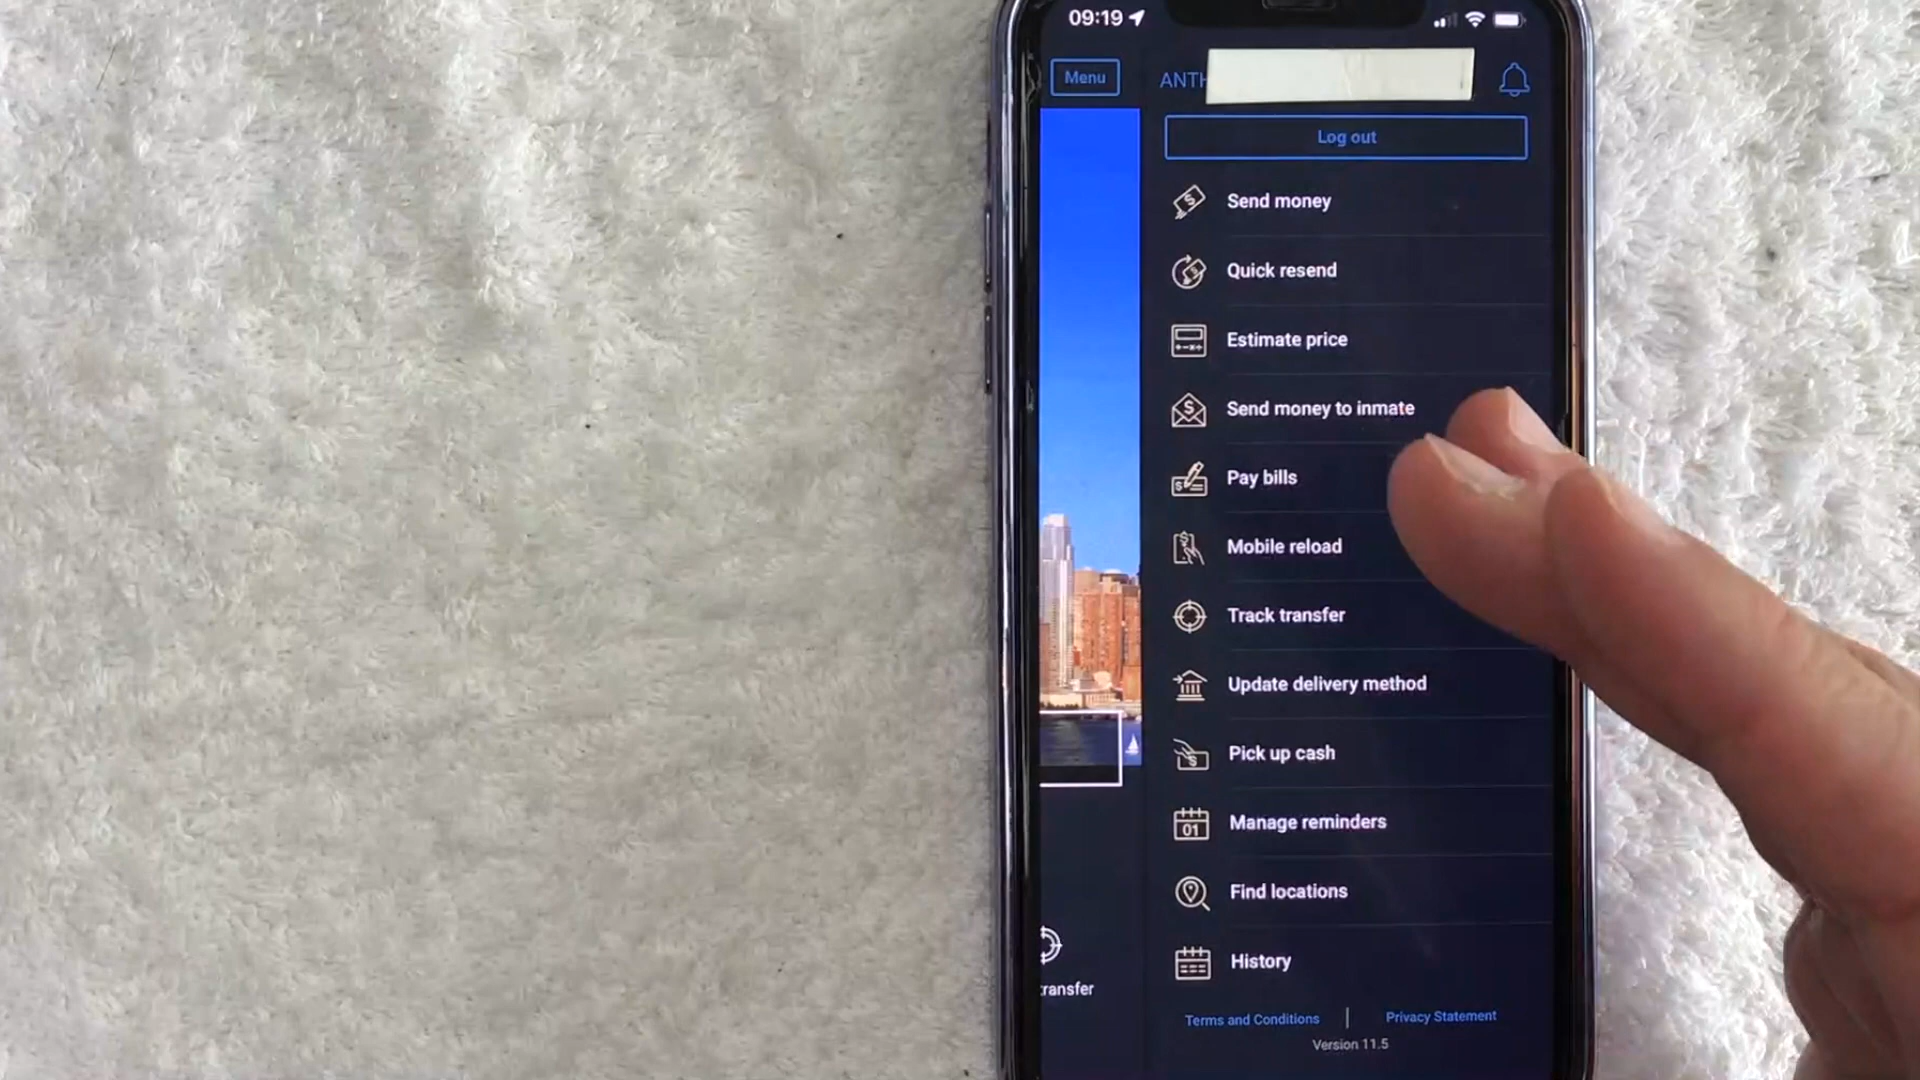 09:19
Menu
ANTH
Log out
Send money
Quick resend
Estimate price
Send money to inmate
Pay bills
Mobile reload
Track transfer
Update delivery method
Pick up cash
Manage reminders
01
Find locations
History
transfer
Terms and Conditions | Privacy Statement
Version 11.5